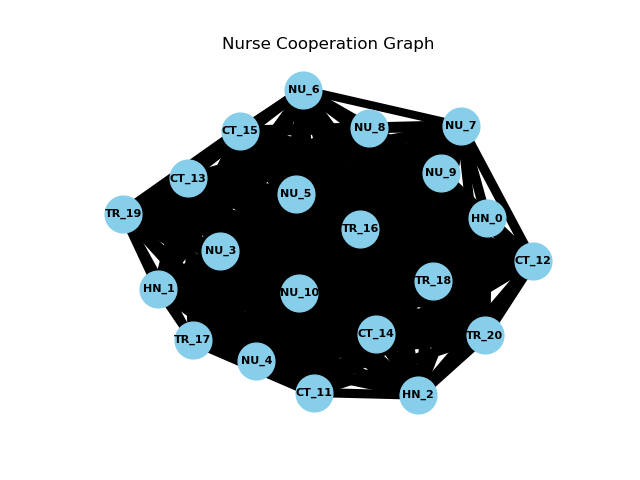 Nurse Cooperation Graph
NU_6
NU_7
NU_8
CT_15
NU_9
CT_13
NU_5
TR_19
HN_0
TR_16
NU_3
CT_12
TR_18
HN_1
NU_10
CT_14
TR_20
TR_17
NU_4
CT_11
HN_2